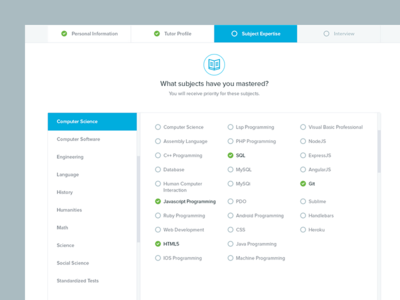 Personal Information
Tutor Profile
Subject Expertise
Interview
What subjects have you mastered?
You will receive priority for these subjects.
Computer Science
Computer Software
Engineering
Language
History
Humanities
Math
Science
Social Science
Standardized Tests
Computer Science
Assembly Language
C++ Programming
Database
Human Computer
Interaction
Javascript Programming
Ruby Programming
Web Development
HTML5
IOS Programming
Lisp Programming
PHP Programming
SQL
MySQL
MySQl
PDO
Android Programming
CSS
Java Programming
Machine Programming
Visual Basic Professional
NodeJS
ExpressJS
AngularJS
Git
Sublime
Handlebars
Heroku